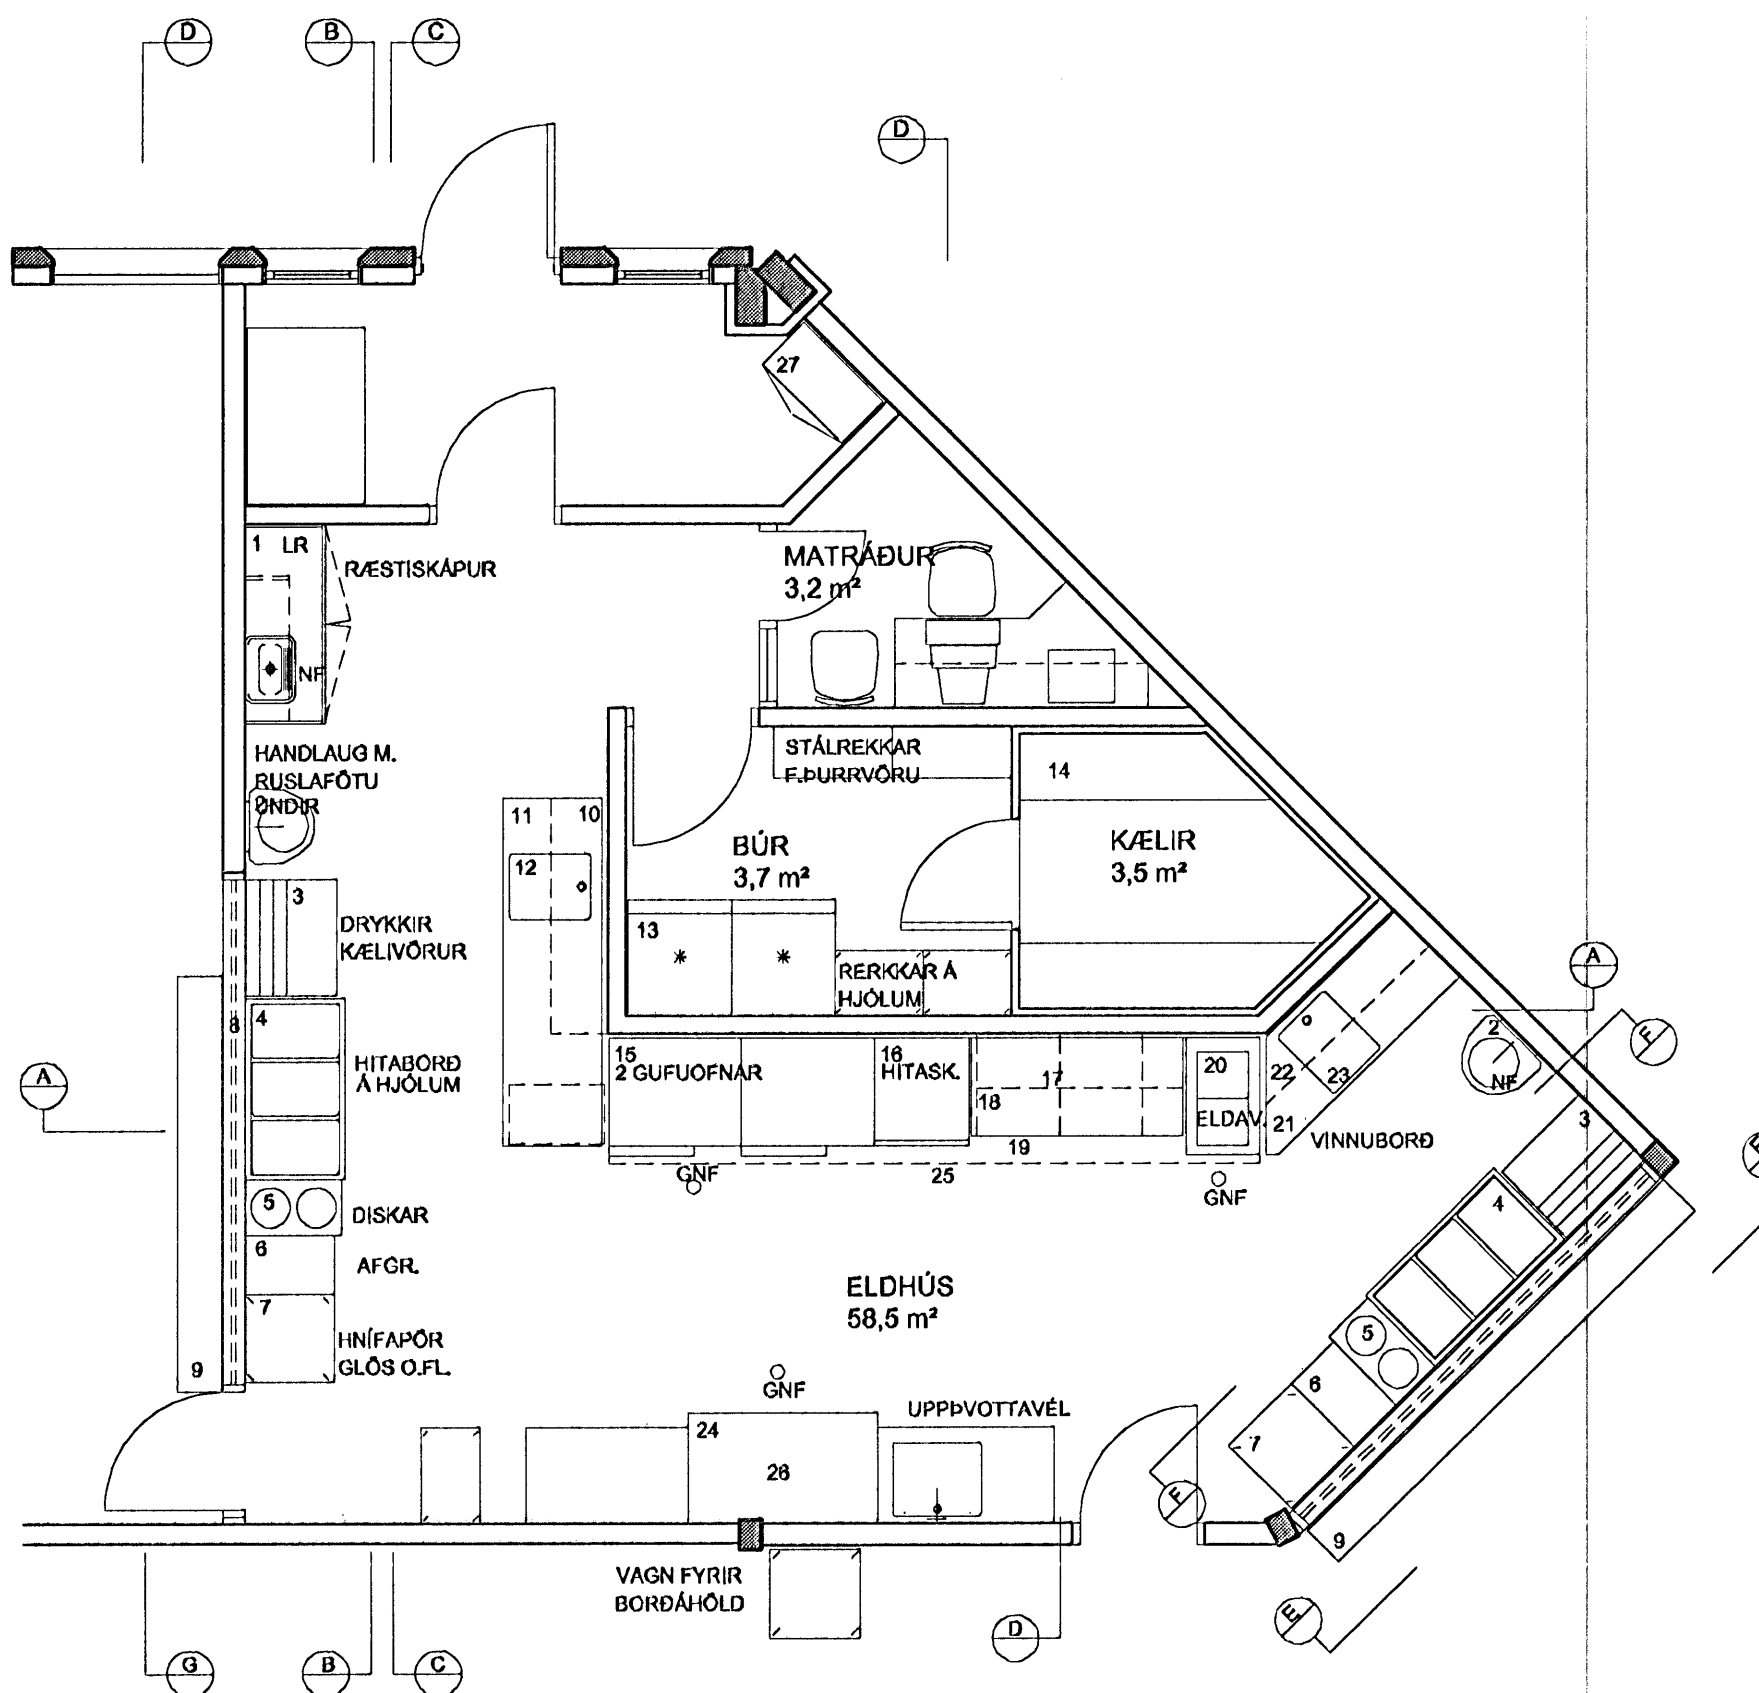 D
B
C
D
27
1 LR
RÆSTISKÁPUR
NF
MATRÁÐUR
3,2 m²
HANDLAUG M.
RUSLAFÖTU
UNDIR
2
STÁLREKKAR
F.ÞURRVÖRU
14
11
10
12
BÚR
3,7 m²
KÆLIR
3,5 m²
3
DRYKKIR
KÆLIVÖRUR
13
RERKKAR Á
HJÓLUM
A
8
4
HITABORÐ
Á HJÓLUM
A
15
2 GUFUOFNAR
16
HITASK.
17
18
19
20
ELDAV.
22
23
21
VINNUBORÐ
2
NF
F
3
E
25
GNF
GNF
4
5
DISKAR
6
AFGR.
7
HNÍFAPÖR
GLÖS O.FL.
9
ELDHÚS
58,5 m²
5
6
7
GNF
UPPÞVOTTAVÉL
24
26
F
9
VAGN FYRIR
BORÐÁHÖLD
D
E
G
B
C